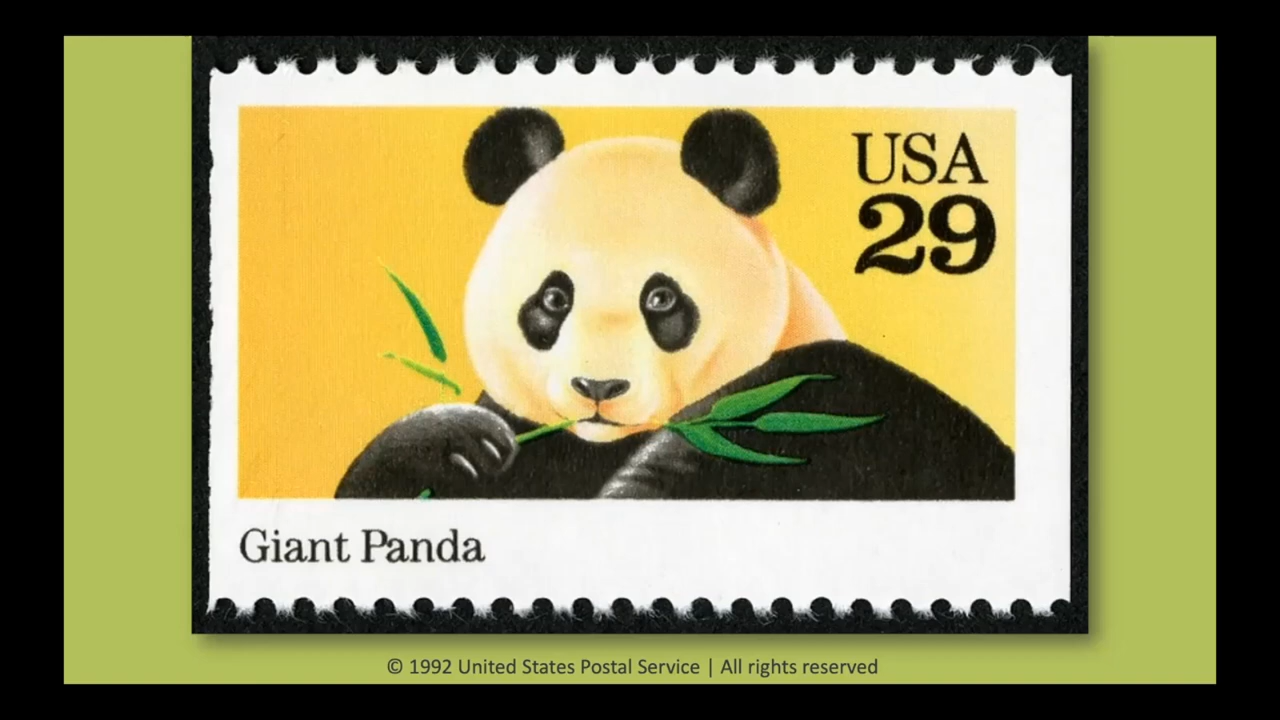 USA
29
Giant Panda
© 1992 United States Postal Service | All rights reserved